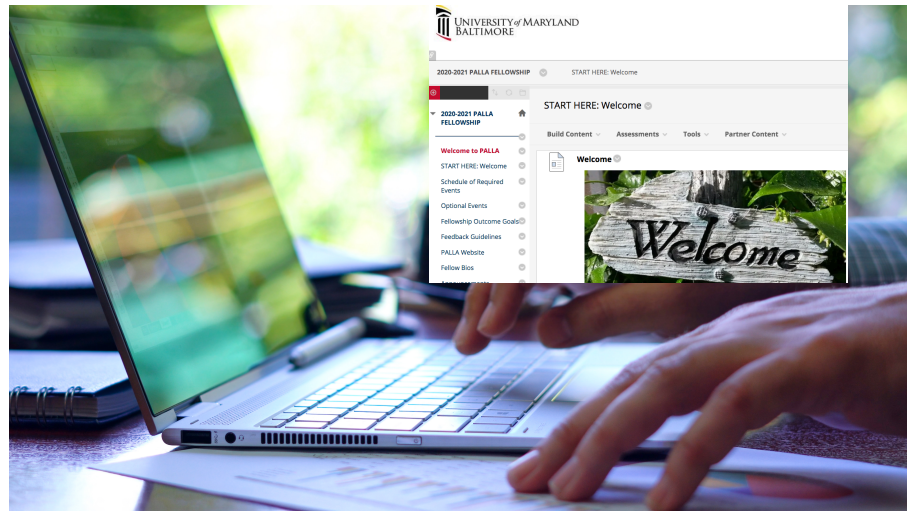 UNIVERSITY of MARYLAND
BALTIMORE
2020-2021 PALLA FELLOWSHIP
START HERE: Welcome
2020-2021 PALLA
FELLOWSHIP
Welcome to PALLA
START HERE: Welcome
Schedule of Required
Events
Optional Events
Fellowship Outcome Goals
Feedback Guidelines
PALLA Website
Fellow Bios
Announcements
START HERE: Welcome
Build Content
Assessments
Tools
Partner Content
Welcome
Welcome